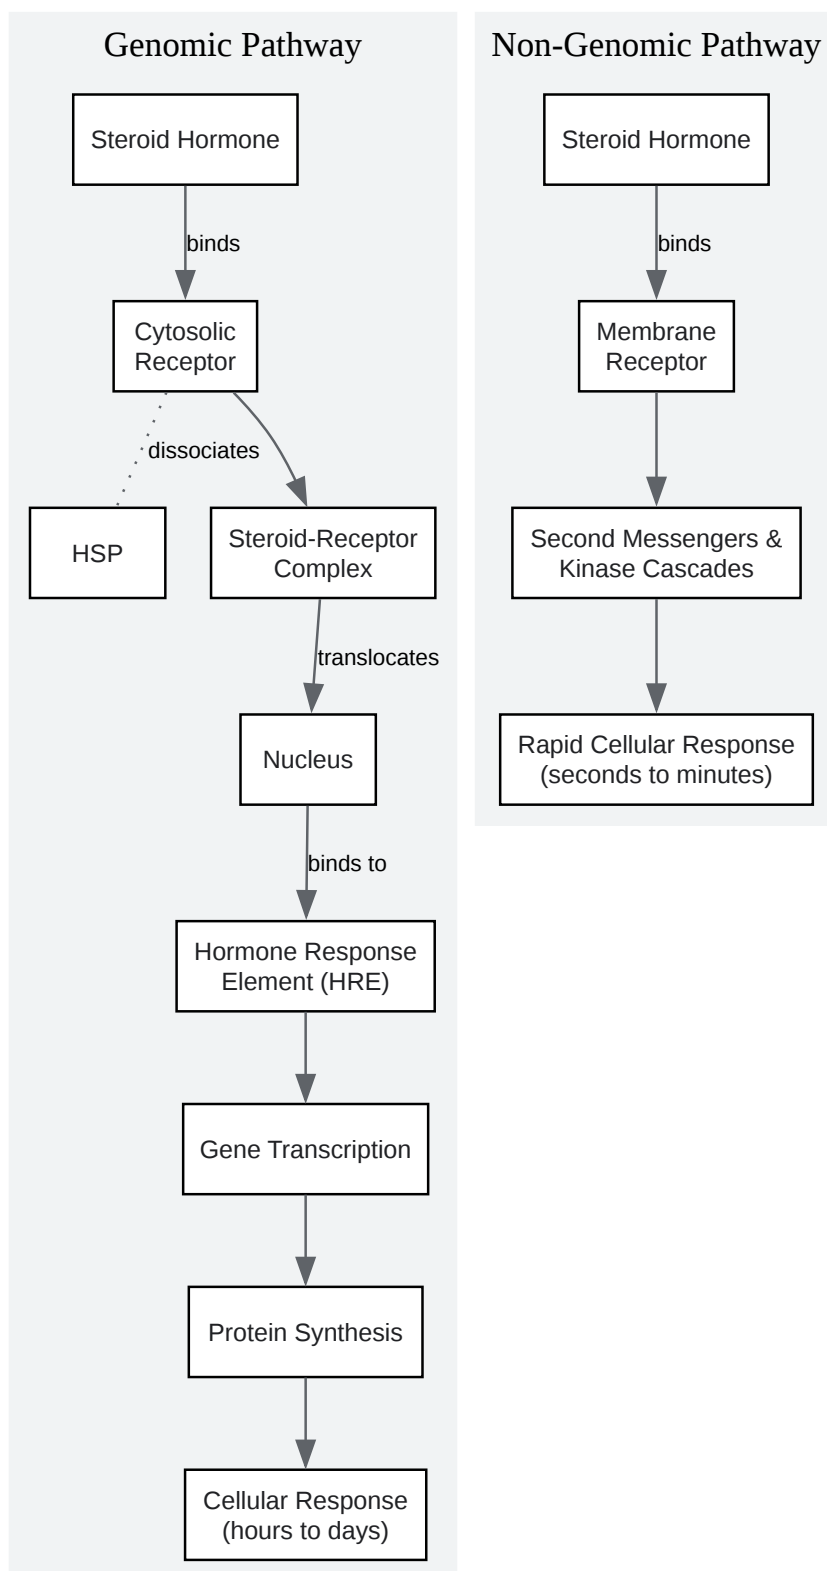 Genomic Pathway
Steroid Hormone
binds
Cytosolic
Receptor
dissociates
HSP
Steroid-Receptor
Complex
translocates
Nucleus
binds to
Hormone Response
Element (HRE)
Gene Transcription
Protein Synthesis
Cellular Response
(hours to days)
Non-Genomic Pathway
Steroid Hormone
binds
Membrane
Receptor
Second Messengers &
Kinase Cascades
Rapid Cellular Response
(seconds to minutes)